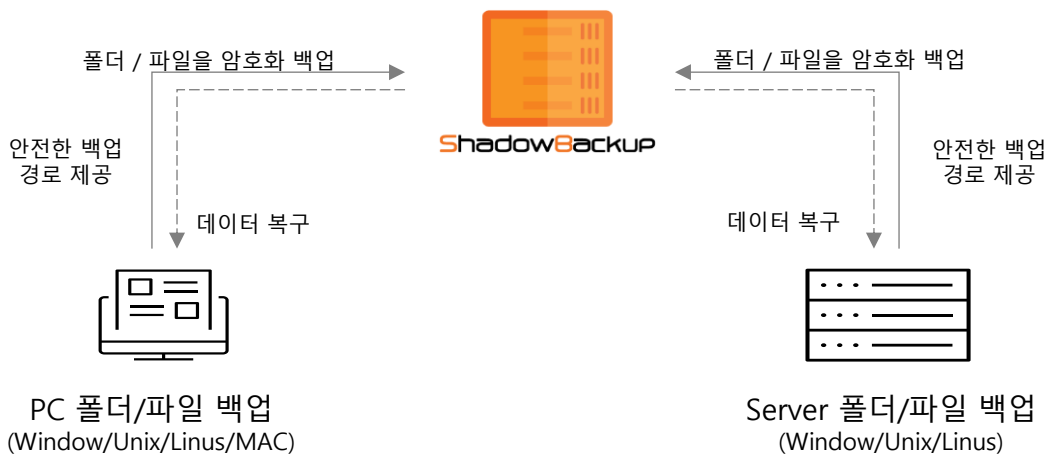 폴더 / 파일을 암호화 백업
폴더 / 파일을 암호화 백업
ShadowBackup
안전한 백업
경로 제공
안전한 백업
경로 제공
데이터 복구
데이터 복구
PC 폴더/파일 백업
(Window/Unix/Linus/MAC)
Server 폴더/파일 백업
(Window/Unix/Linus)